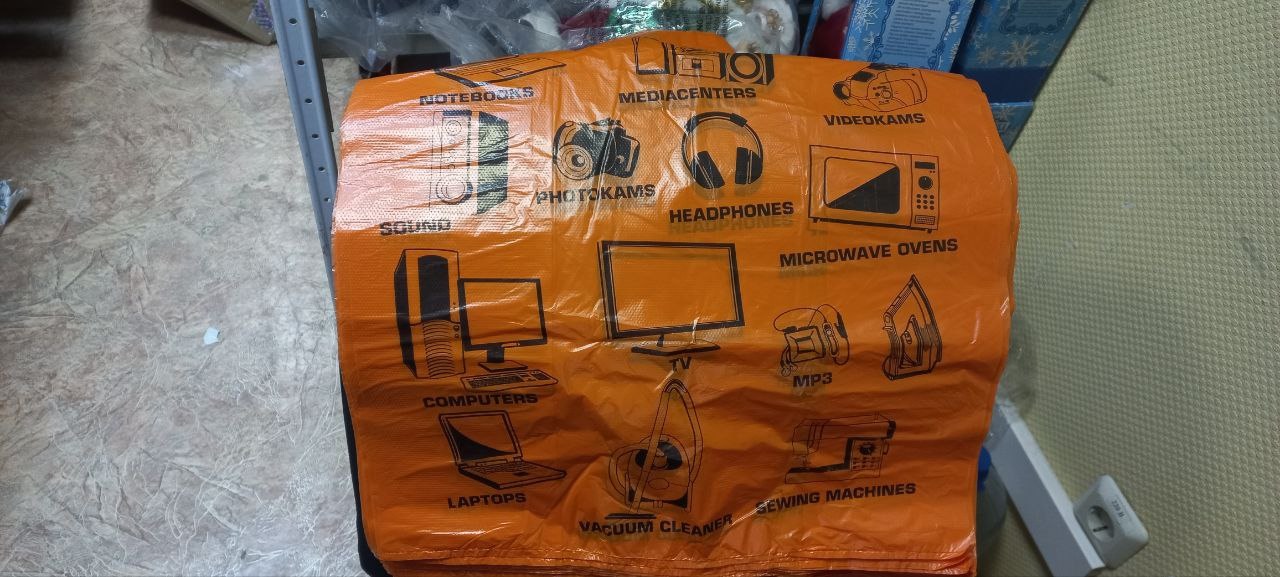 NOTEBOOKS
MEDIACENTERS
VIDEOKAMS
SOUND
PHOTOKAMS
HEADPHONES
MICROWAVE OVENS
COMPUTERS
TV
MP3
LAPTOPS
VACUUM CLEANER
SEWING MACHINES